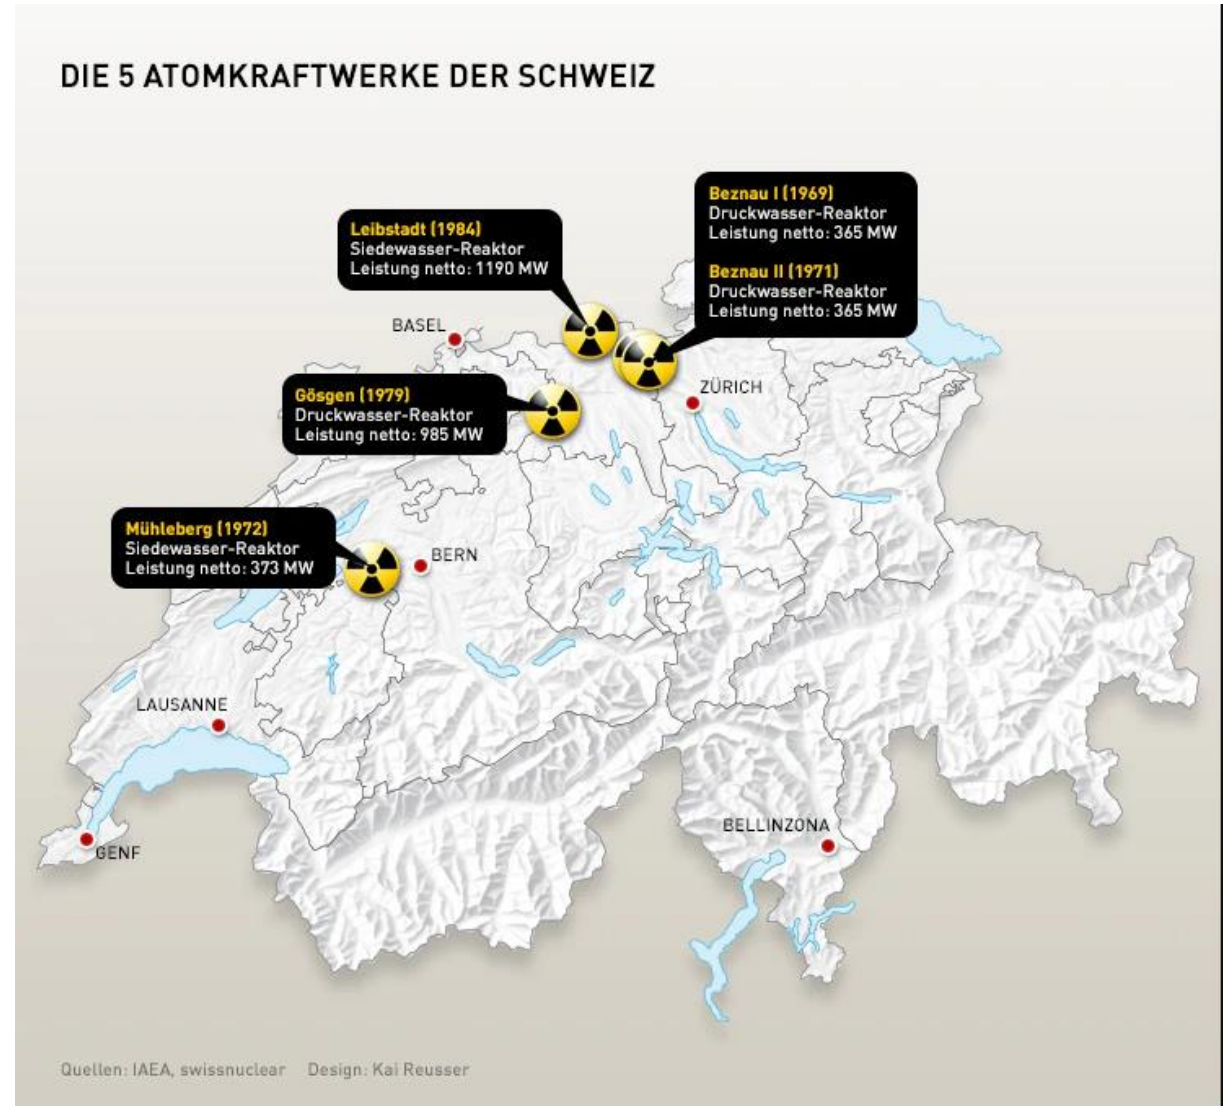 DIE 5 ATOMKRAFTWERKE DER SCHWEIZ
Beznau I (1969)
Druckwasser-Reaktor
Leistung netto: 365 MW
Beznau II (1971)
Druckwasser-Reaktor
Leistung netto: 365 MW
Leibstadt (1984)
Siedewasser-Reaktor
Leistung netto: 1190 MW
BASEL
Gösgen (1979)
Druckwasser-Reaktor
Leistung netto: 985 MW
ZÜRICH
Mühleberg (1972)
Siedewasser-Reaktor
Leistung netto: 373 MW
BERN
LAUSANNE
BELLINZONA
GENF
Quellen: IAEA, swissnuclear Design: Kai Reusser